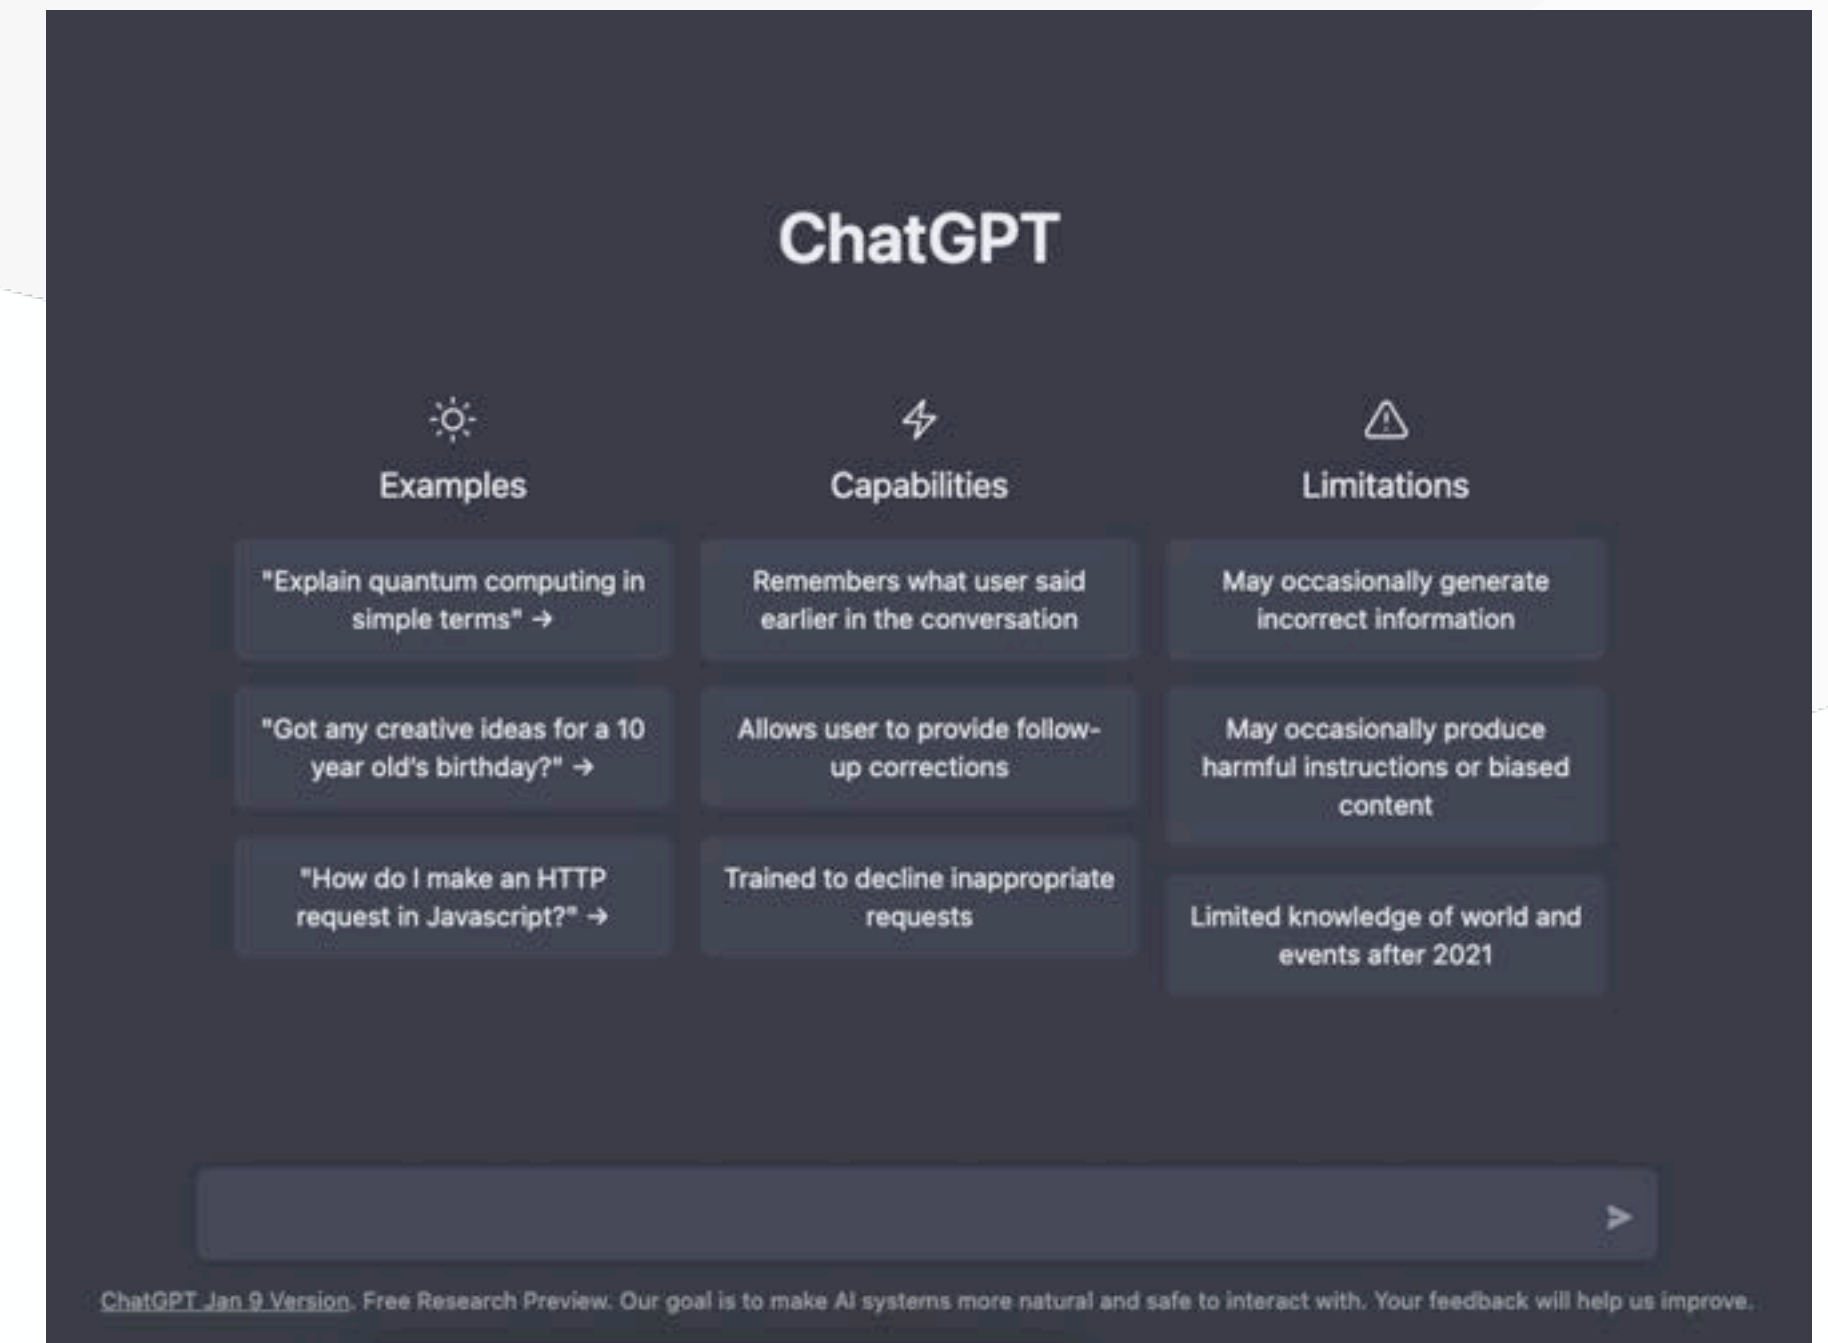 ChatGPT
Examples
"Explain quantum computing in
simple terms" →
"Got any creative ideas for a 10
year old's birthday?" →
"How do I make an HTTP
request in Javascript?" →
Capabilities
Remembers what user said
earlier in the conversation
Allows user to provide follow-
up corrections
Trained to decline inappropriate
requests
Limitations
May occasionally generate
incorrect information
May occasionally produce
harmful instructions or biased
content
Limited knowledge of world and
events after 2021
ChatGPT Jan 9 Version. Free Research Preview. Our goal is to make AI systems more natural and safe to interact with. Your feedback will help us improve.